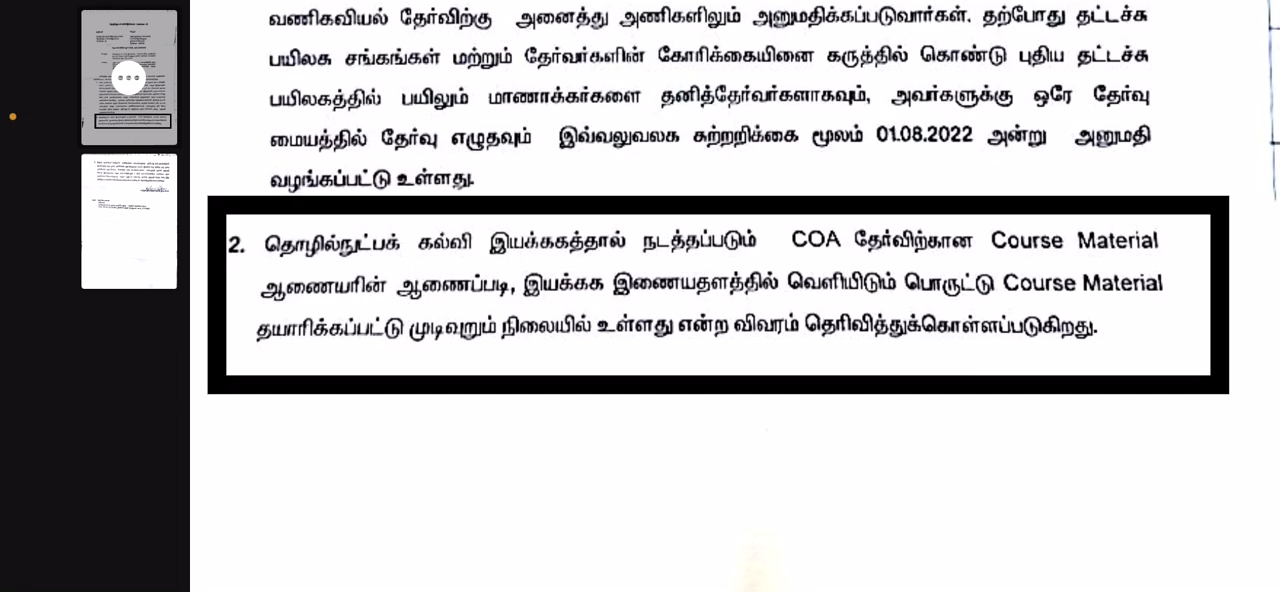 வணிகவியல் தேர்விற்கு அனைத்து அணிகளிலும் அனுமதிக்கப்படுவார்கள். தற்போது தட்டச்சு
பயிலக சங்கங்கள் மற்றும் தேர்வர்களின் கோரிக்கையினை கருத்தில் கொண்டு புதிய தட்டச்சு
பயிலகத்தில் பயிலும் மாணாக்கர்களை தனித்தேர்வர்களாகவும், அவர்களுக்கு ஒரே தேர்வு
மையத்தில் தேர்வு எழுதவும் இவ்வலுவலக சுற்றறிக்கை மூலம் 01.08.2022 அன்று அனுமதி
வழங்கப்பட்டு உள்ளது.
2. தொழில்நுட்பக் கல்வி இயக்ககத்தால் நடத்தப்படும் COA தேர்விற்கான Course Material
ஆணையரின் ஆணைப்படி, இயக்கக இணையதளத்தில் வெளியிடும் பொருட்டு Course Material
தயாரிக்கப்பட்டு முடிவுறும் நிலையில் உள்ளது என்ற விவரம் தெரிவித்துக்கொள்ளப்படுகிறது.